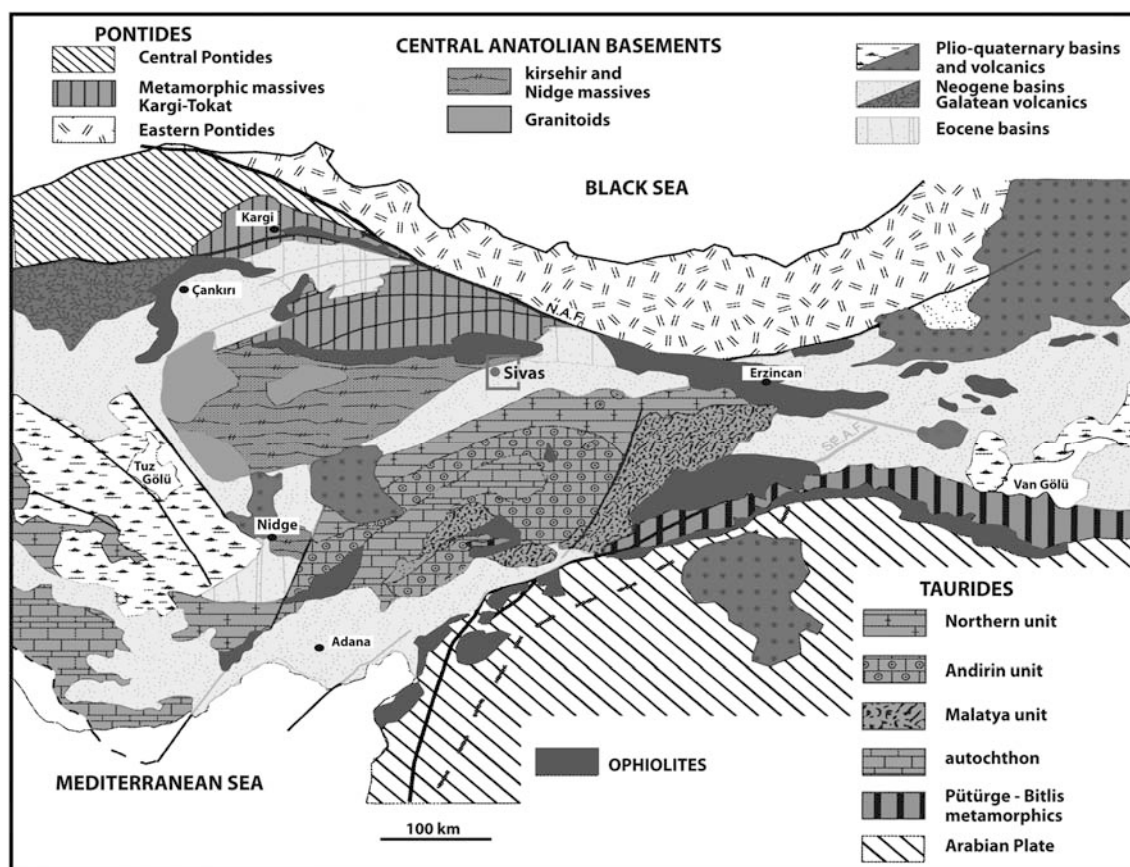 PONTIDES
Central Pontides
Metamorphic massives
Kargi-Tokat
Eastern Pontides
CENTRAL ANATOLIAN BASEMENTS
kirsehir and
Nidge massives
Granitoids
Plio-quaternary basins
and volcanics
Neogene basins
Galatean volcanics
Eocene basins
BLACK SEA
Kargi
Çankırı
N.A.F.
Sivas
Erzincan
S.E.A.F.
Tuz
Gölü
Van Gölü
Nidge
Adana
MEDITERRANEAN SEA
OPHIOLITES
100 km
TAURIDES
Northern unit
Andirin unit
Malatya unit
autochthon
Pütürge - Bitlis
metamorphics
Arabian Plate